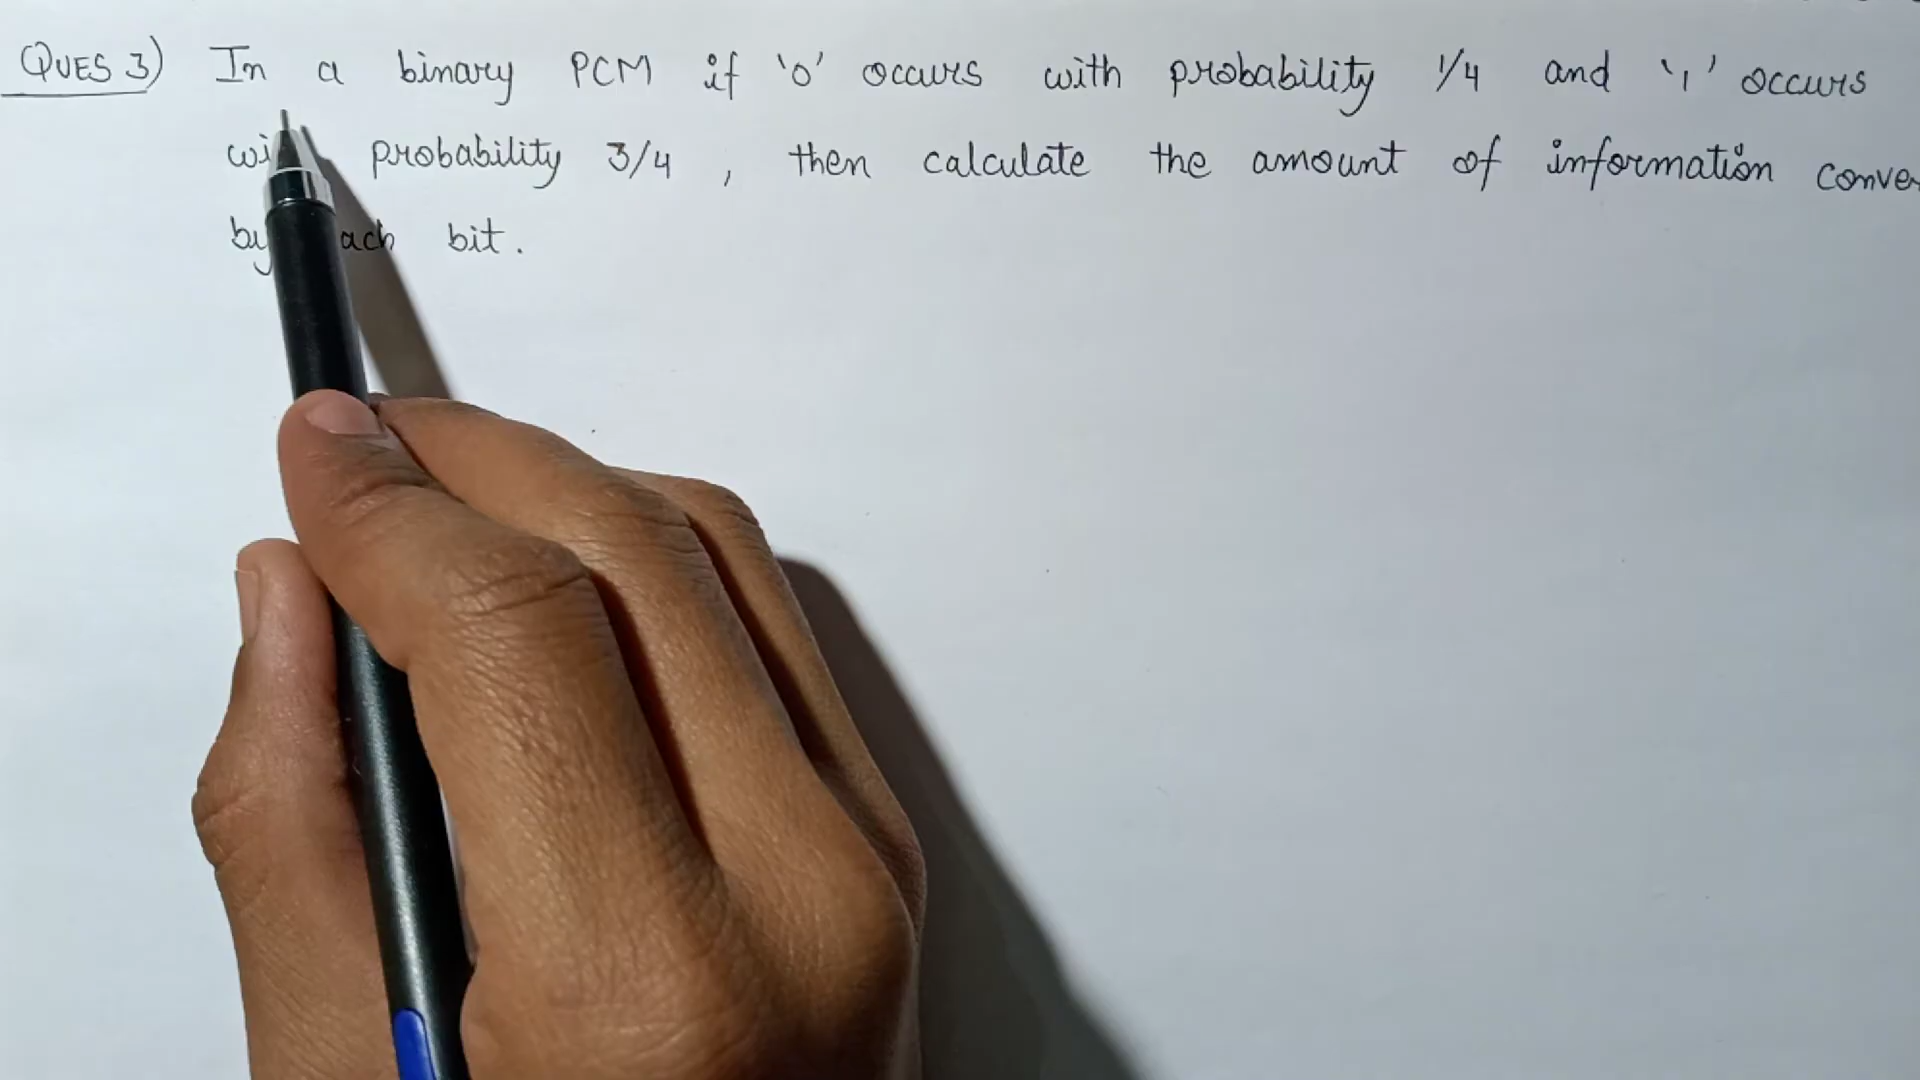 QUES 3) In a binary PCM if '0' occurs with probability 1/4 and '1' occurs
probability 3/4 , then calculate the amount of information
bit.